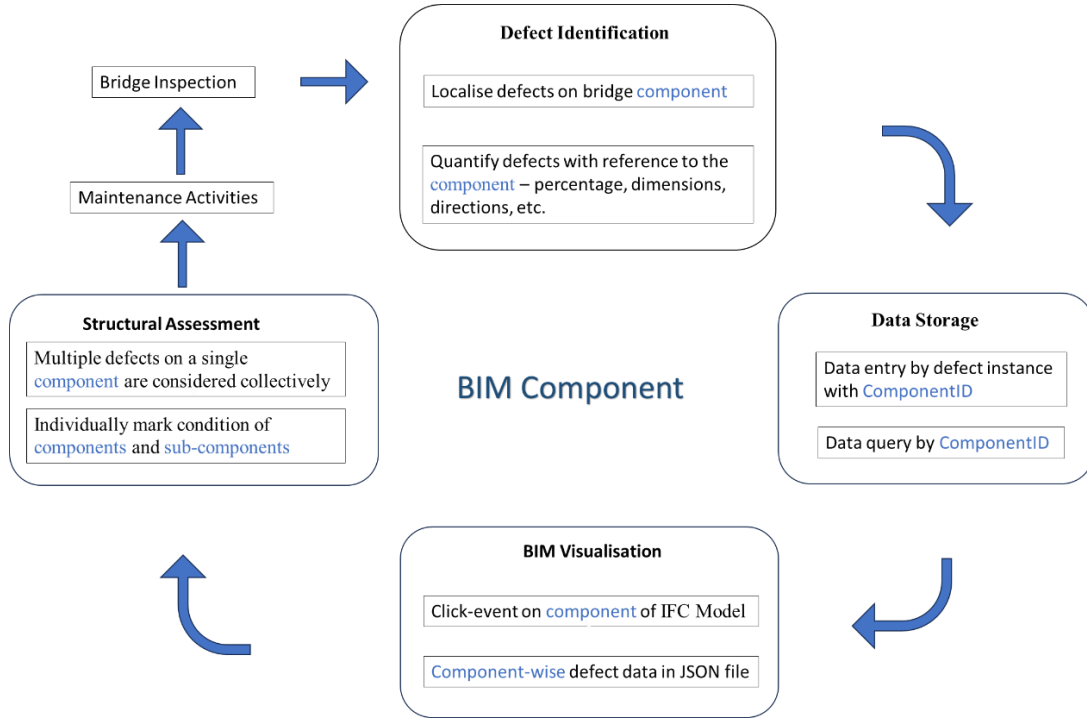 Bridge Inspection
Maintenance Activities
Defect Identification
Localise defects on bridge component
Quantify defects with reference to the
component – percentage, dimensions,
directions, etc.
Data Storage
Data entry by defect instance
with ComponentID
Data query by ComponentID
BIM Component
Structural Assessment
Multiple defects on a single
component are considered collectively
Individually mark condition of
components and sub-components
BIM Visualisation
Click-event on component of IFC Model
Component-wise defect data in JSON file